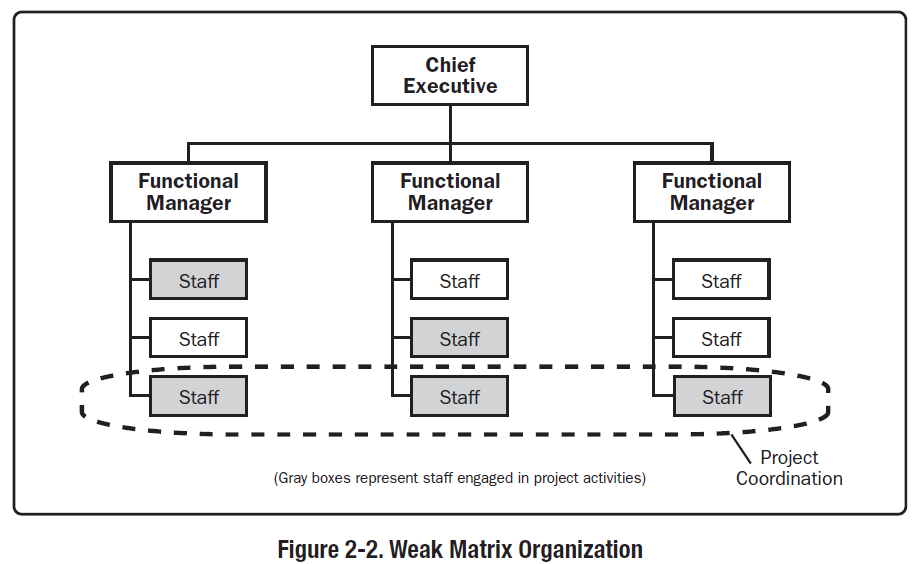 Chief
Executive
Functional
Manager
Functional
Manager
Functional
Manager
Staff
Staff
Staff
Staff
Staff
Staff
Staff
Staff
Staff
Project
Coordination
(Gray boxes represent staff engaged in project activities)
Figure 2-2. Weak Matrix Organization